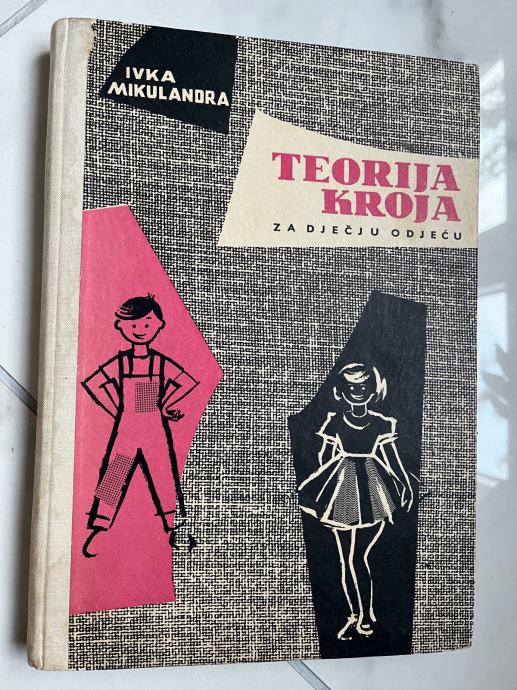 IVKA
MIKULANDRA
TEORIJA
KROJA
ZA DJEČJU ODJEĆU